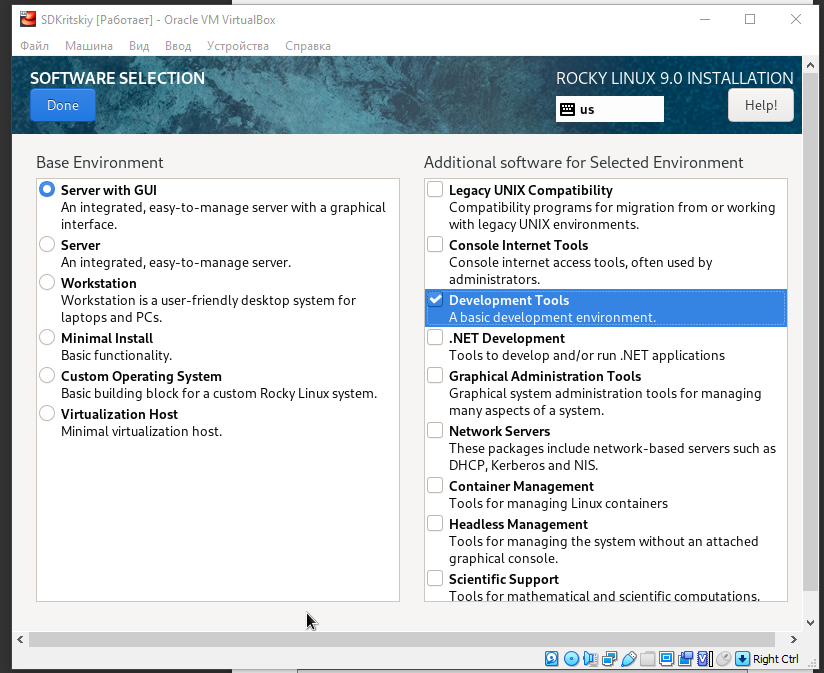 SDKritskiy [Работает] - Oracle VM VirtualBox
Файл Машина Вид Ввод Устройства Справка
SOFTWARE SELECTION
ROCKY LINUX 9.0 INSTALLATION
Done
us
Help!
Base Environment
Server with GUI
An integrated, easy-to-manage server with a graphical
interface.
Server
An integrated, easy-to-manage server.
Workstation
Workstation is a user-friendly desktop system for
laptops and PCs.
Minimal Install
Basic functionality.
Custom Operating System
Basic building block for a custom Rocky Linux system.
Virtualization Host
Minimal virtualization host.
Additional software for Selected Environment
Legacy UNIX Compatibility
Compatibility programs for migration from or working
with legacy UNIX environments.
Console Internet Tools
Console internet access tools, often used by
administrators.
Development Tools
A basic development environment.
.NET Development
Tools to develop and/or run .NET applications
Graphical Administration Tools
Graphical system administration tools for managing
many aspects of a system.
Network Servers
These packages include network-based servers such as
DHCP, Kerberos and NIS.
Container Management
Tools for managing Linux containers
Headless Management
Tools for managing the system without an attached
graphical console.
Scientific Support
Tools for mathematical and scientific computations.
Right Ctrl